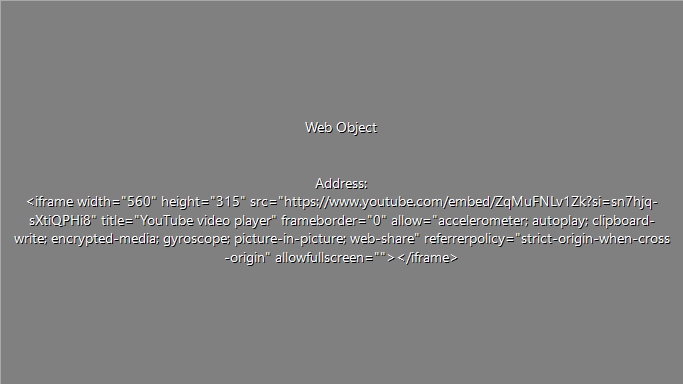 Web Object
Address:
<iframe width="560" height="315" src="https://www.youtube.com/embed/ZqMuFNLv1Zk?si=sn7hjq-
sXtiQPHi8" title="YouTube video player" frameborder="0" allow="accelerometer; autoplay; clipboard-
write; encrypted-media; gyroscope; picture-in-picture; web-share" referrerpolicy="strict-origin-when-cross
-origin" allowfullscreen=""></iframe>